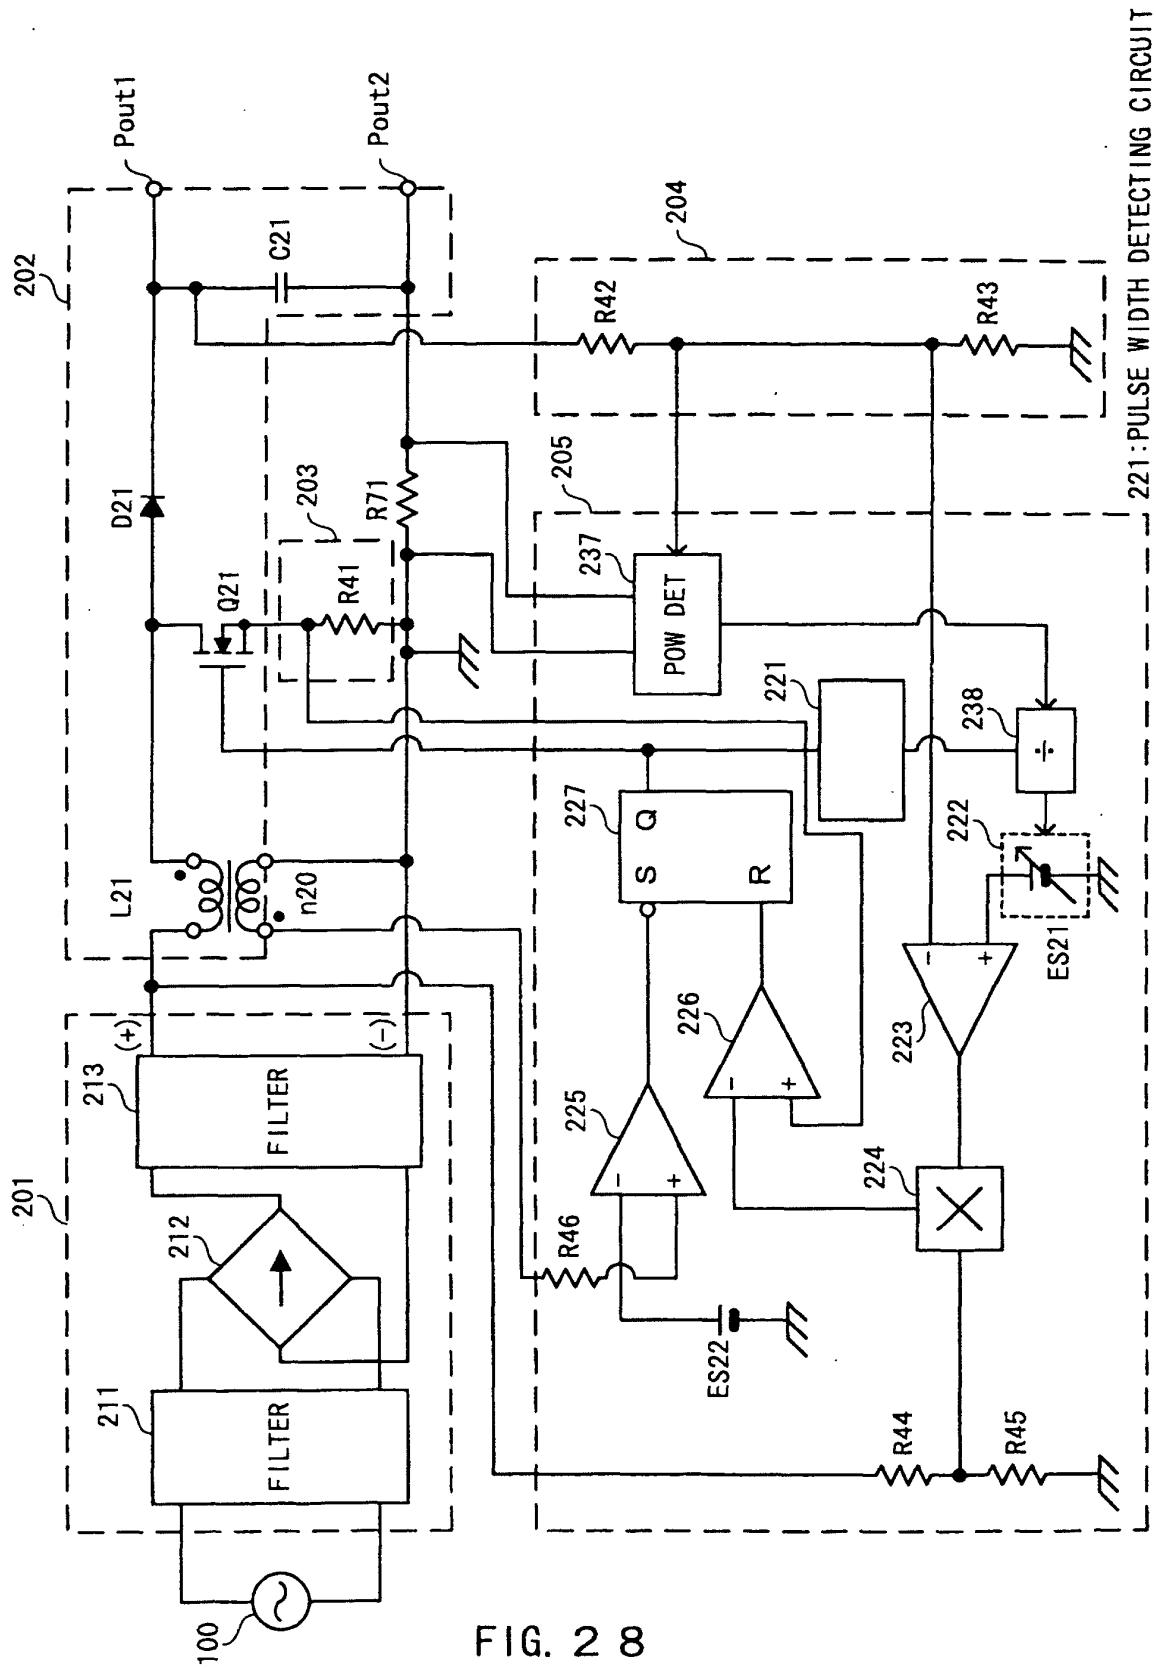 Pout1
Pout2
202
C21
D21
Q21
203
R41
R71
L21
n20
204
R42
R43
201
(+)
(-)
213
FILTER
212
211
FILTER
100
205
237
POW DET
221
238
÷
222
ES21
227
S
Q
R
226
-
+
225
-
+
223
-
+
224
R46
ES22
R44
R45
221:PULSE WIDTH DETECTING CIRCUIT
FIG. 28